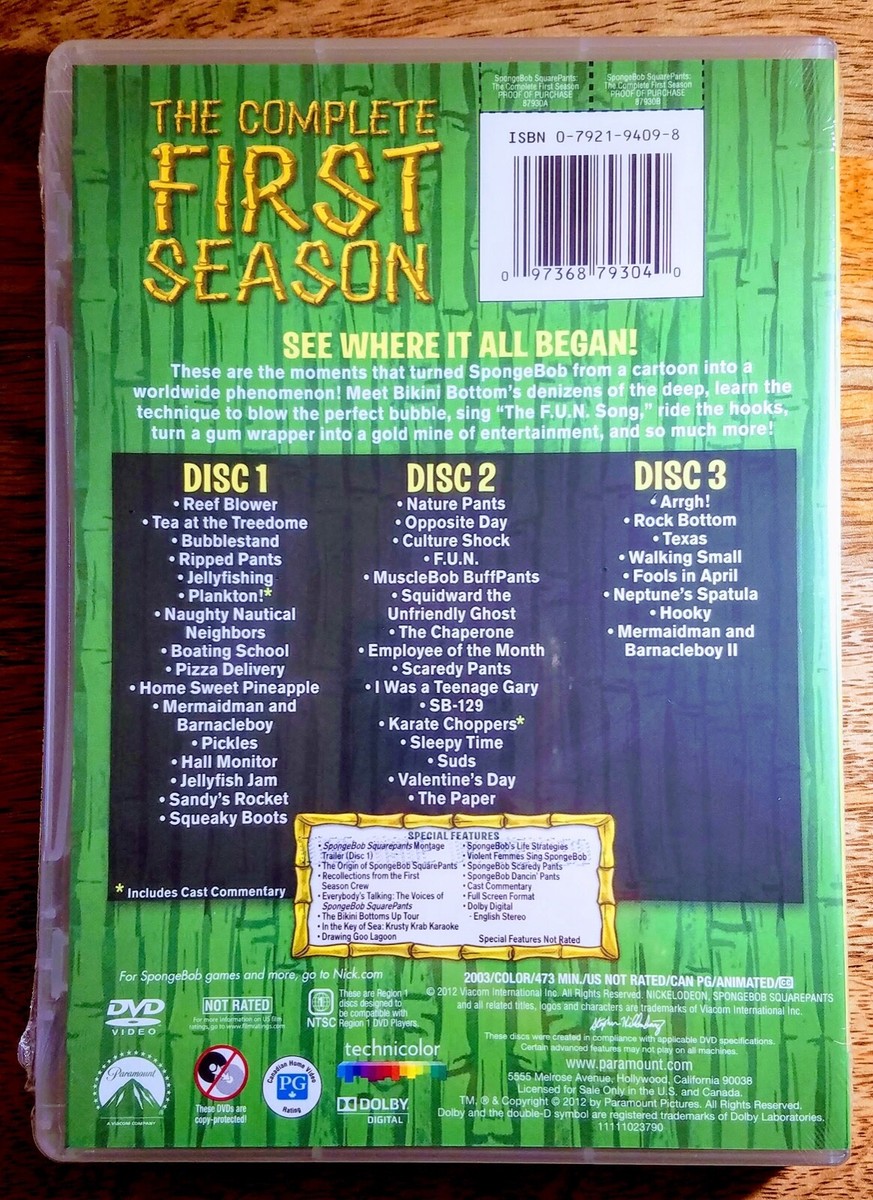 SpongeBob SquarePants:
The Complete First Season
PROOF OF PURCHASE
87930A
SpongeBob SquarePants:
The Complete First Season
PROOF OF PURCHASE
87930B
THE COMPLETE
FIRST
SEASON
ISBN 0-7921-9409-8
0 97368 79304 0
SEE WHERE IT ALL BEGAN!
These are the moments that turned SpongeBob from a cartoon into a
worldwide phenomenon! Meet Bikini Bottom's denizens of the deep, learn the
technique to blow the perfect bubble, sing "The F.U.N. Song," ride the hooks,
turn a gum wrapper into a gold mine of entertainment, and so much more!
DISC 1
• Reef Blower
• Tea at the Treedome
• Bubblestand
• Ripped Pants
• Jellyfishing
• Plankton!*
• Naughty Nautical
Neighbors
• Boating School
• Pizza Delivery
• Home Sweet Pineapple
• Mermaidman and
Barnacleboy
• Pickles
• Hall Monitor
• Jellyfish Jam
• Sandy's Rocket
• Squeaky Boots
* Includes Cast Commentary
DISC 2
• Nature Pants
• Opposite Day
• Culture Shock
• F.U.N.
• MuscleBob BuffPants
• Squidward the
Unfriendly Ghost
• The Chaperone
• Employee of the Month
• Scaredy Pants
• I Was a Teenage Gary
• SB-129
• Karate Choppers*
• Sleepy Time
• Suds
• Valentine's Day
• The Paper
DISC 3
• Arrgh!
• Rock Bottom
• Texas
• Walking Small
• Fools in April
• Neptune's Spatula
• Hooky
• Mermaidman and
Barnacleboy II
SPECIAL FEATURES
• SpongeBob Squarepants Montage
Trailer (Disc 1)
• The Origin of SpongeBob SquarePants
• Recollections from the First
Season Crew
• Everybody's Talking: The Voices of
SpongeBob SquarePants
• The Bikini Bottoms Up Tour
• In the Key of Sea: Krusty Krab Karaoke
• Drawing Goo Lagoon
• SpongeBob's Life Strategies
• Violent Femmes Sing SpongeBob
• SpongeBob Scaredy Pants
• SpongeBob Dancin' Pants
• Cast Commentary
• Full Screen Format
• Dolby Digital
- English Stereo
Special Features Not Rated
For SpongeBob games and more, go to Nick.com
2003/COLOR/473 MIN./US NOT RATED/CAN PG/ANIMATED/CC
© 2012 Viacom International Inc. All Rights Reserved. NICKELODEON, SPONGEBOB SQUAREPANTS
and all related titles, logos and characters are trademarks of Viacom International Inc.
Stephen Hillenburg
These discs were created in compliance with applicable DVD specifications.
Certain advanced features may not play on all machines.
www.paramount.com
5555 Melrose Avenue, Hollywood, California 90038
Licensed for Sale Only in the U.S. and Canada.
TM, ® & Copyright © 2012 by Paramount Pictures. All Rights Reserved.
Dolby and the double-D symbol are registered trademarks of Dolby Laboratories.
11111023790
DVD
VIDEO
NOT RATED
For more information on US film
ratings, go to www.filmratings.com
1
NTSC
These are Region 1
discs designed to
be compatible with
Region 1 DVD Players.
Paramount
A VIACOM COMPANY
These DVDs are
copy-protected!
Canadian Home Video
PG
Rating
technicolor
DOLBY
DIGITAL